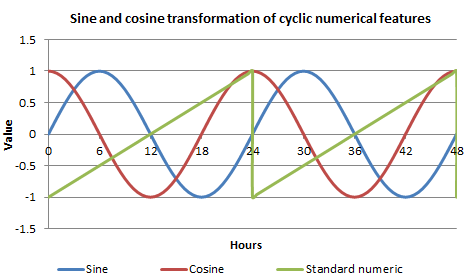 Sine and cosine transformation of cyclic numerical features
1.5
1
0.5
0
-0.5
-1
-1.5
Value
0 6 12 18 24 30 36 42 48
Hours
Sine Cosine Standard numeric